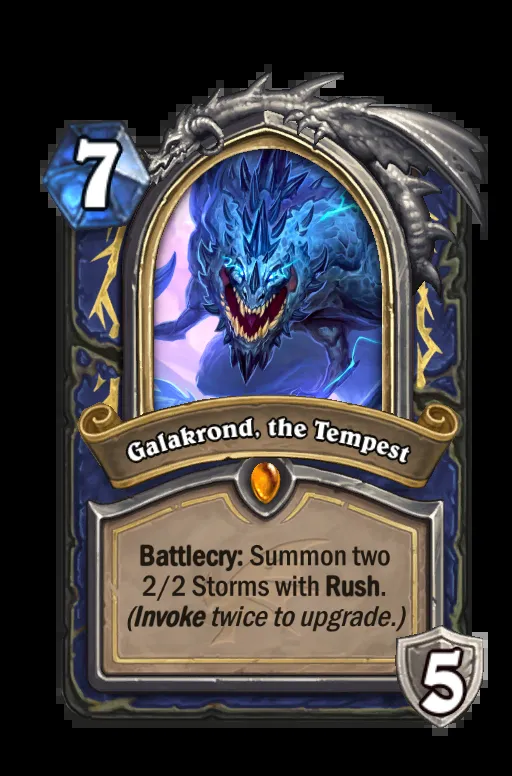 7
Galakrond, the Tempest
Battlecry: Summon two
2/2 Storms with Rush.
(Invoke twice to upgrade.)
5